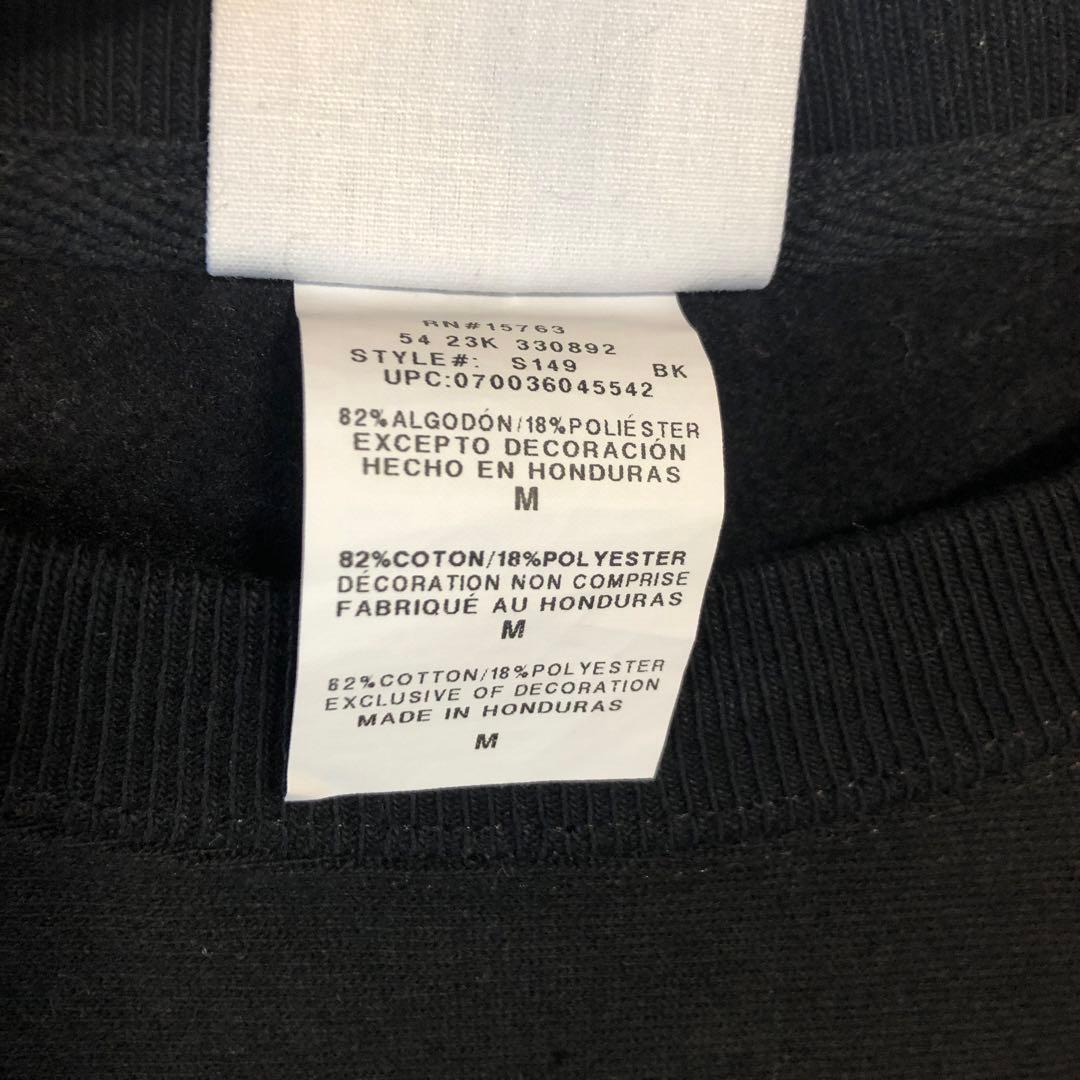 RN#15763
54 23K 330892
STYLE#: S149 BK
UPC:070036045542
82%ALGODÓN/18%POLIÉSTER
EXCEPTO DECORACIÓN
HECHO EN HONDURAS
M
82%COTON/18%POLYESTER
DÉCORATION NON COMPRISE
FABRIQUÉ AU HONDURAS
M
82%COTTON/18%POLYESTER
EXCLUSIVE OF DECORATION
MADE IN HONDURAS
M